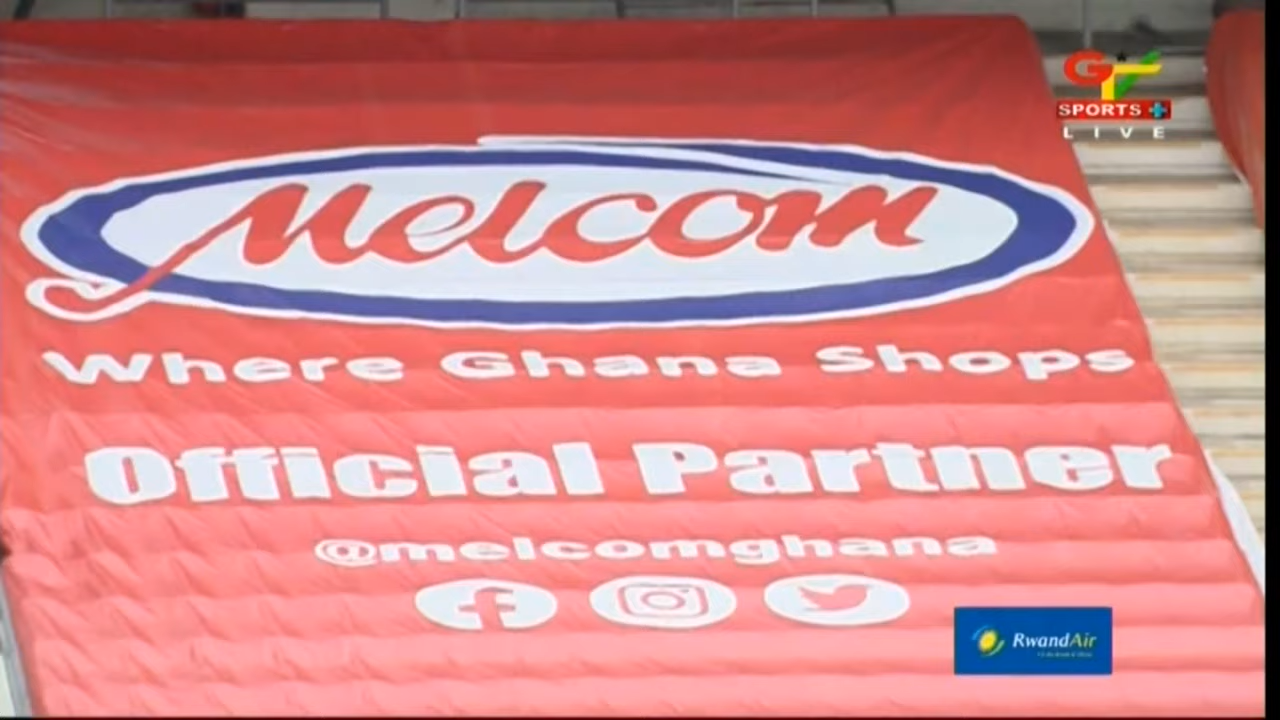 GTV
SPORTS +
LIVE
Melcom
Where Ghana Shops
Official Partner
@melcomghana
RwandAir